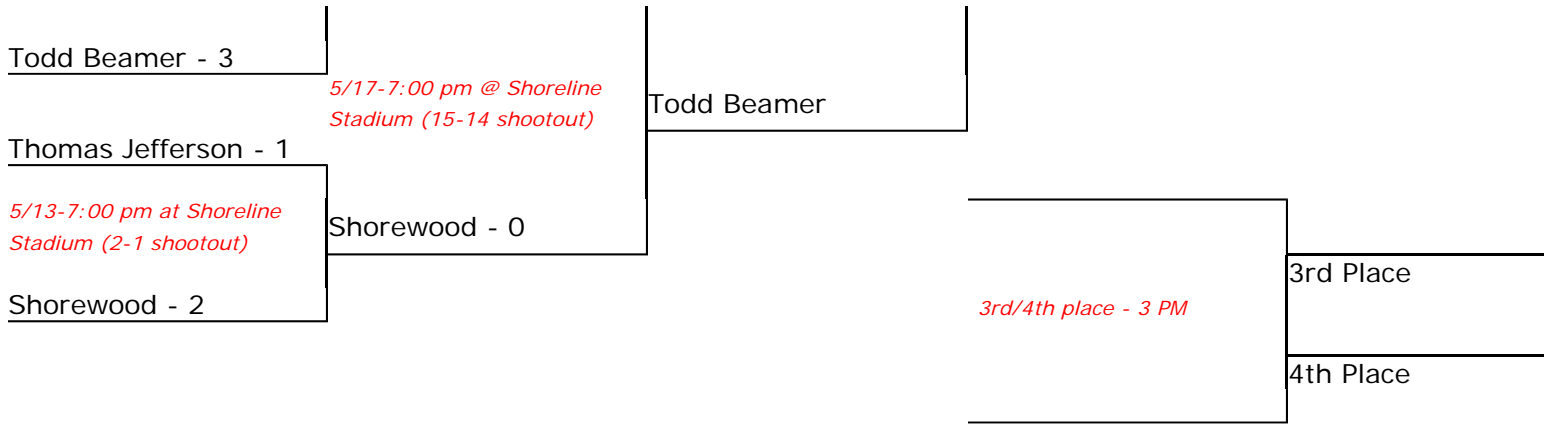 Todd Beamer - 3
5/17-7:00 pm @ Shoreline
Stadium (15-14 shootout)
Todd Beamer
Thomas Jefferson - 1
5/13-7:00 pm at Shoreline
Stadium (2-1 shootout)
Shorewood - 0
Shorewood - 2
3rd Place
3rd/4th place - 3 PM
4th Place